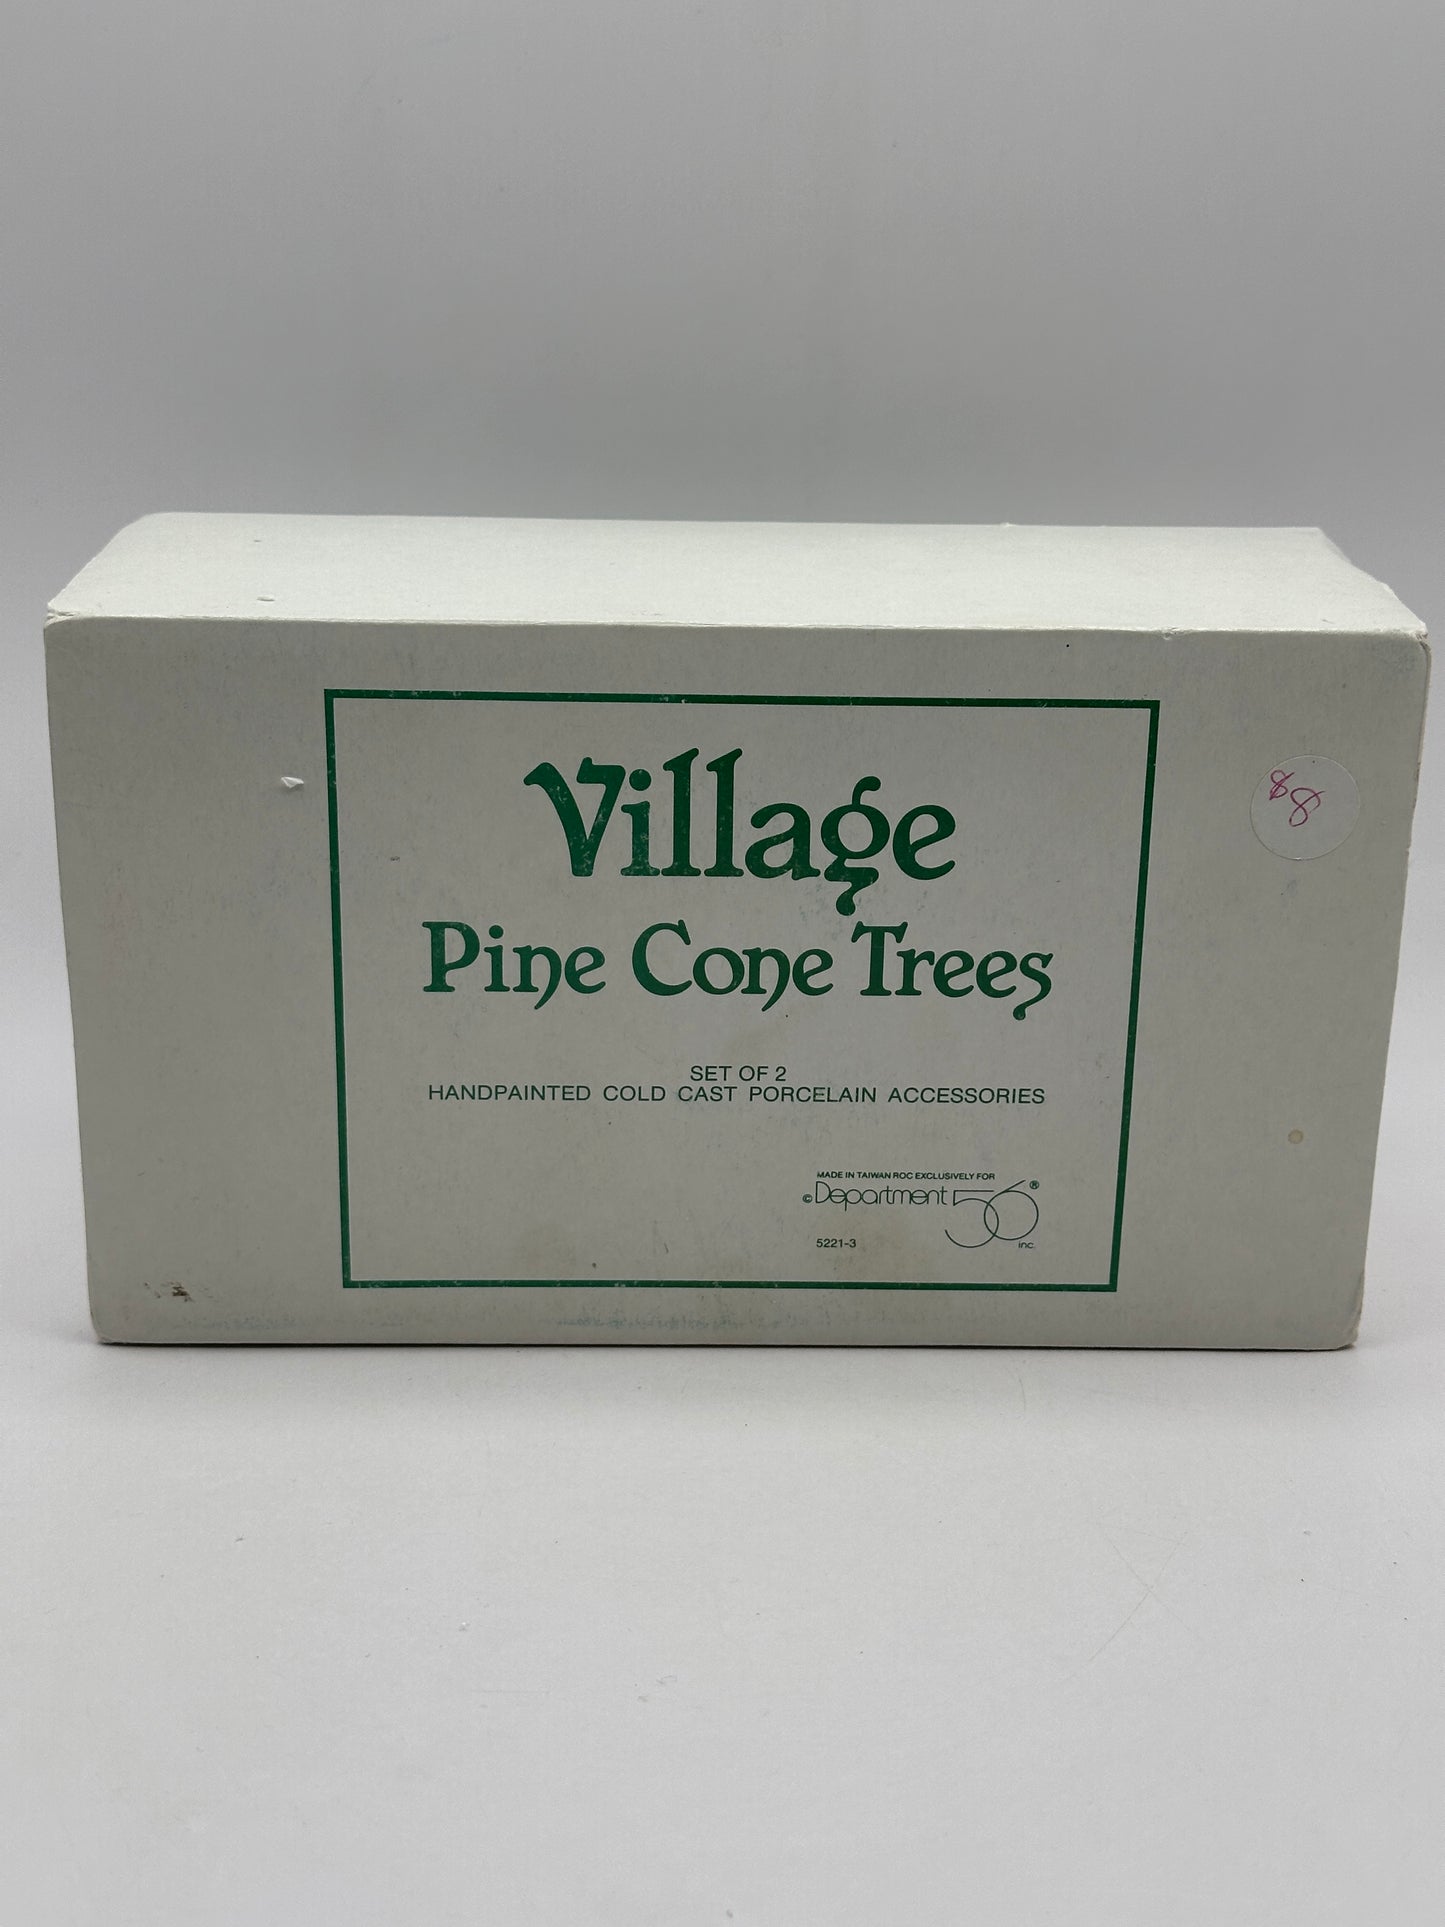 Village
Pine Cone Trees
SET OF 2
HANDPAINTED COLD CAST PORCELAIN ACCESSORIES
MADE IN TAIWAN ROC EXCLUSIVELY FOR
©Department 56®
5221-3 inc.
$8